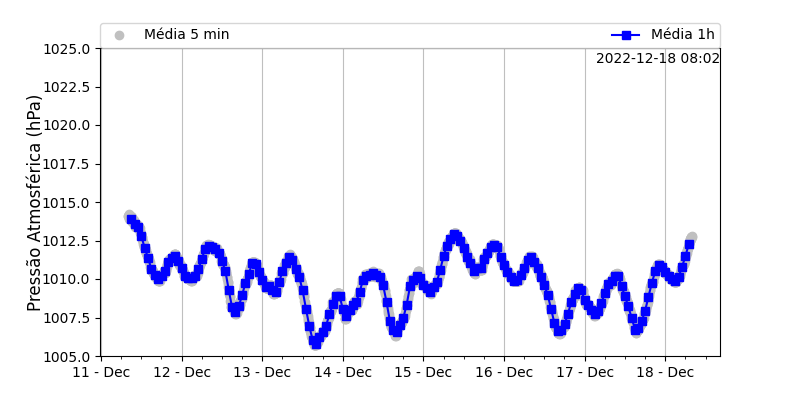 Média 5 min
Média 1h
2022-12-18 08:02
Pressão Atmosférica (hPa)
1025.0
1022.5
1020.0
1017.5
1015.0
1012.5
1010.0
1007.5
1005.0
11 - Dec
12 - Dec
13 - Dec
14 - Dec
15 - Dec
16 - Dec
17 - Dec
18 - Dec